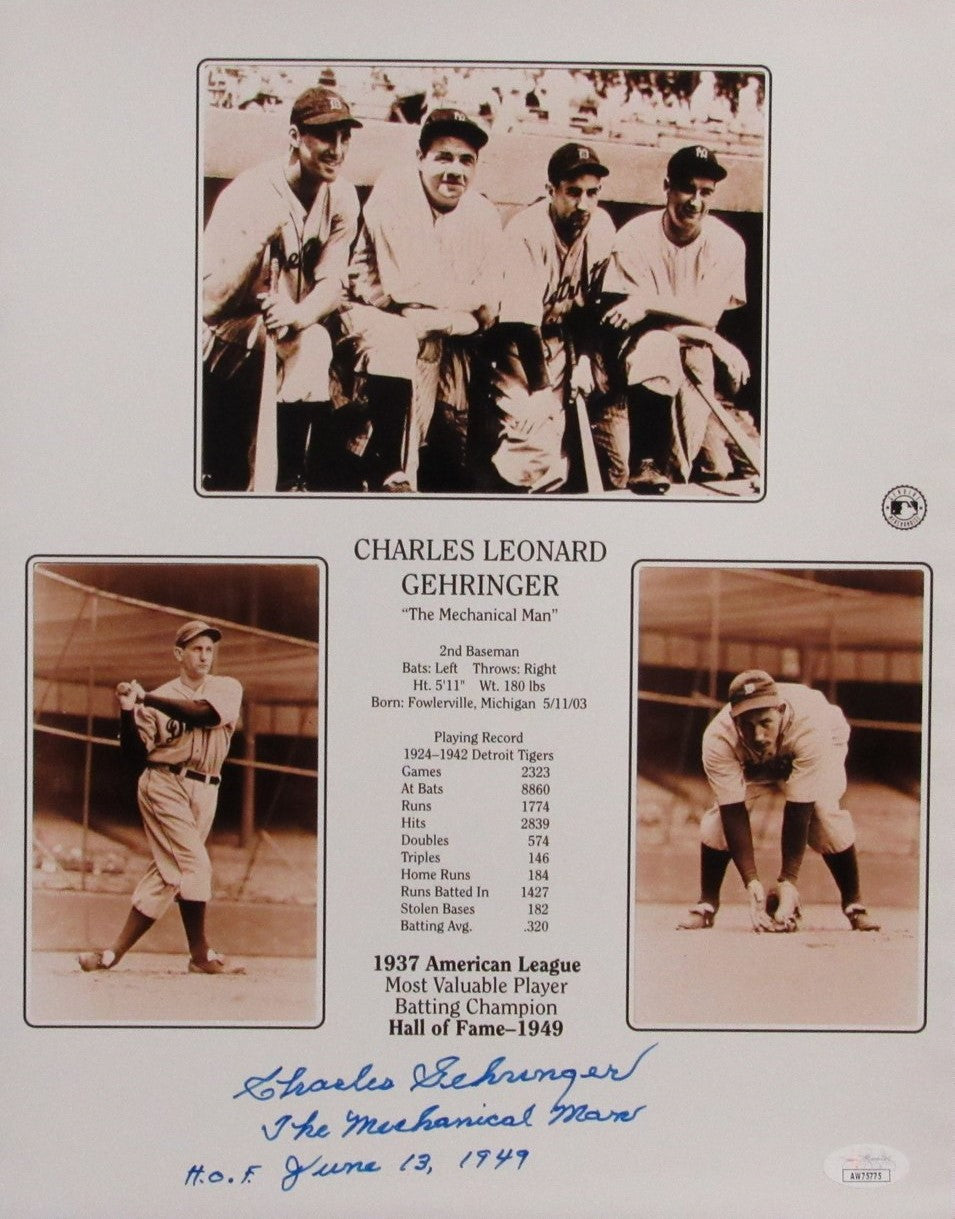 CHARLES LEONARD
GEHRINGER
“The Mechanical Man”
2nd Baseman
Bats: Left Throws: Right
Ht. 5'11" Wt. 180 lbs
Born: Fowlerville, Michigan 5/11/03
Playing Record
1924–1942 Detroit Tigers
Games 2323
At Bats 8860
Runs 1774
Hits 2839
Doubles 574
Triples 146
Home Runs 184
Runs Batted In 1427
Stolen Bases 182
Batting Avg. .320
1937 American League
Most Valuable Player
Batting Champion
Hall of Fame–1949
Charles Gehringer
The Mechanical Man
H.O.F. June 13, 1949
AW75775